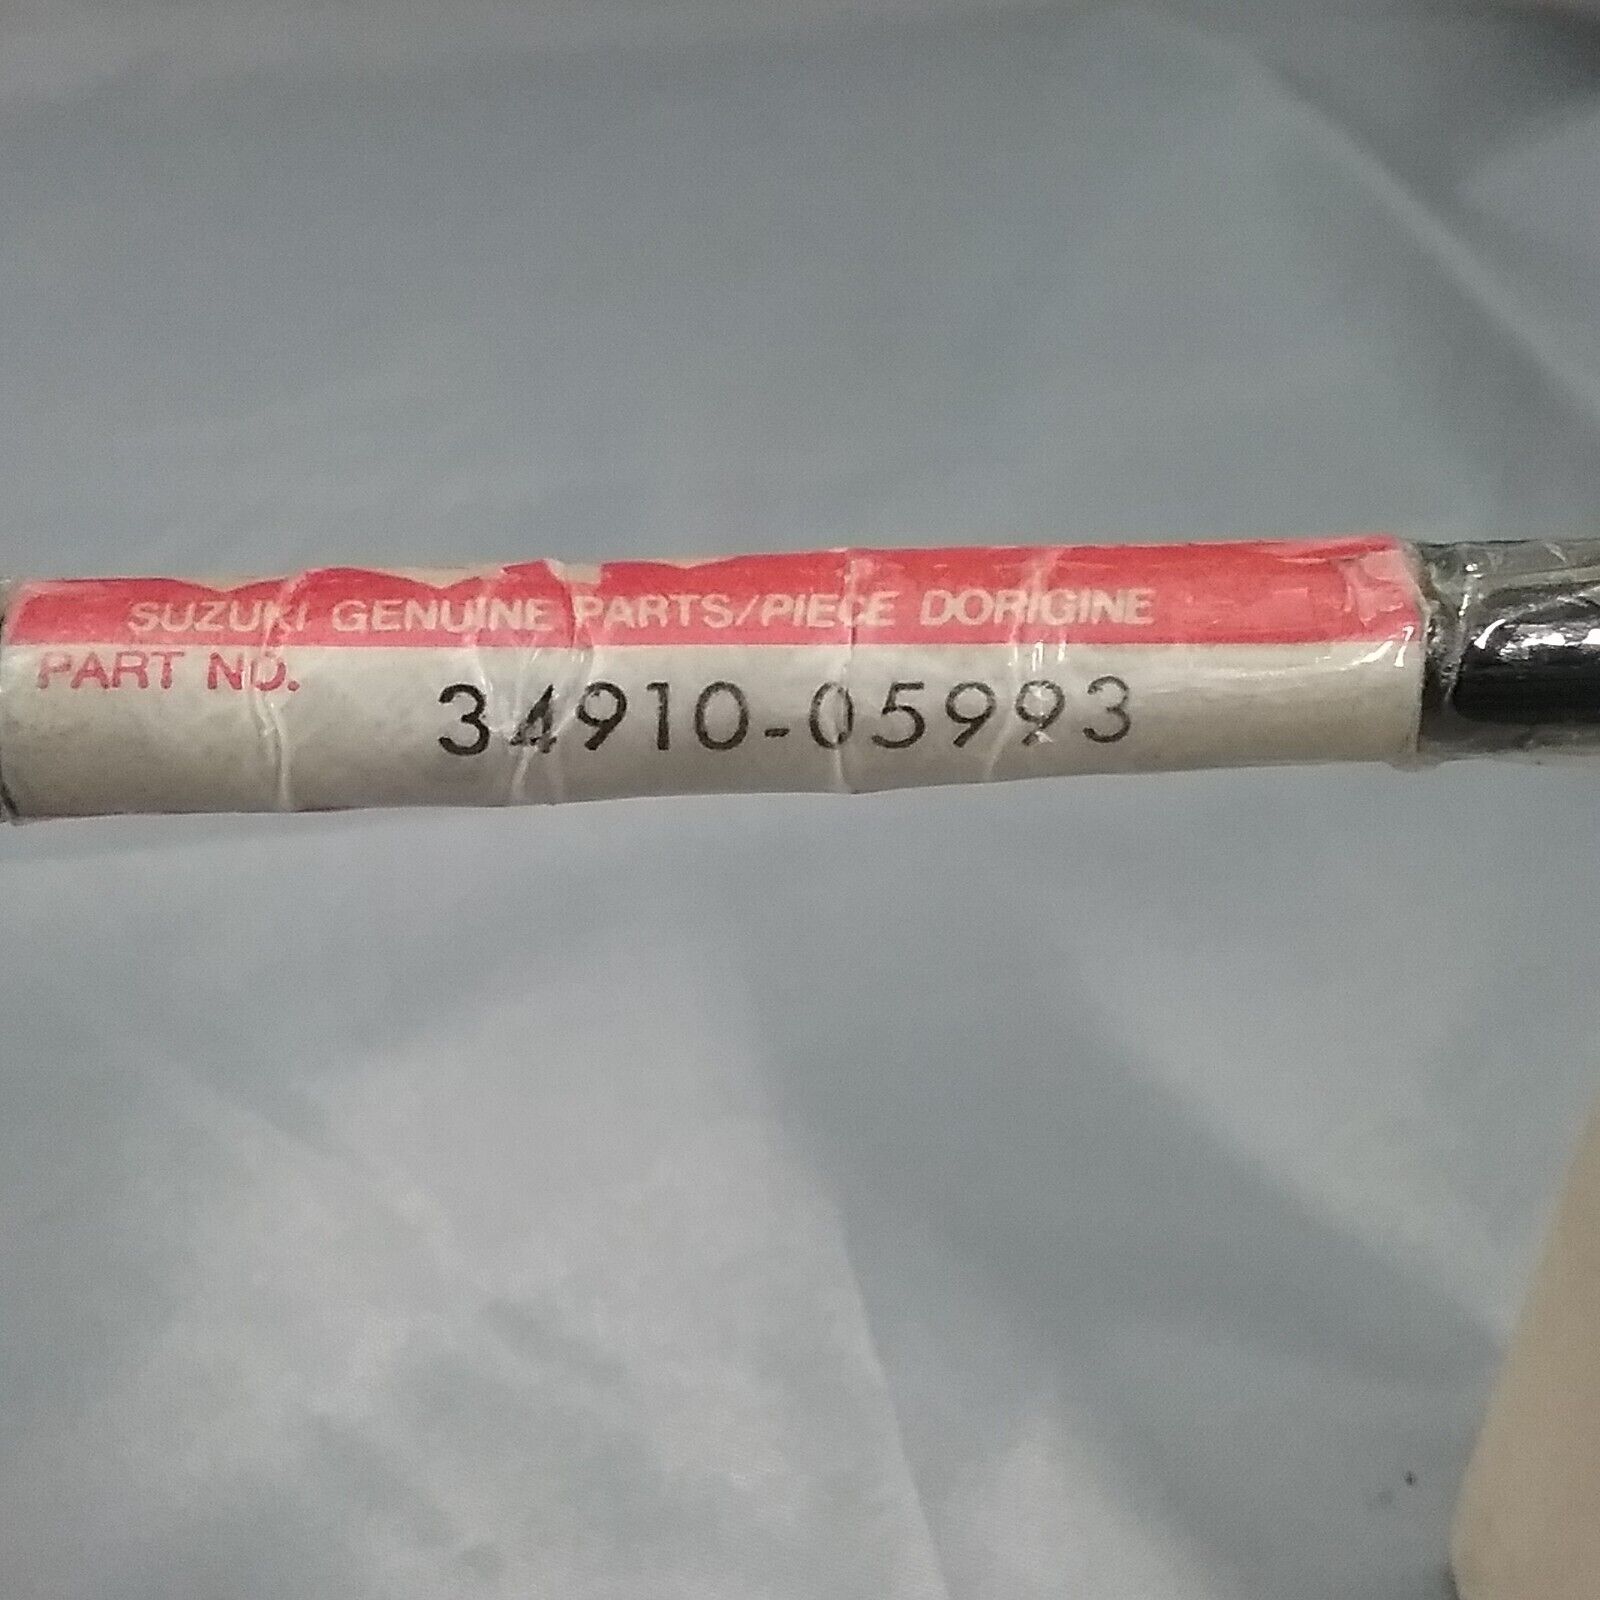 SUZUKI GENUINE PARTS/PIECE DORIGINE
PART NO.
34910-05993